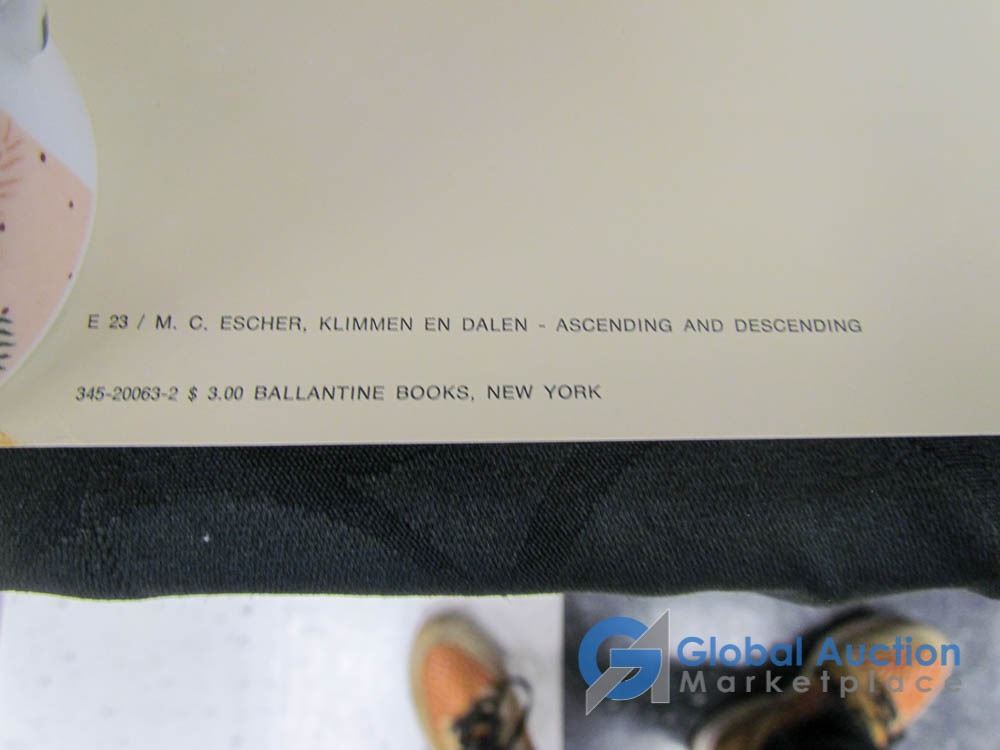 E 23 / M. C. ESCHER, KLIMMEN EN DALEN - ASCENDING AND DESCENDING
345-20063-2 $ 3.00 BALLANTINE BOOKS, NEW YORK
Global Auction
Marketplace